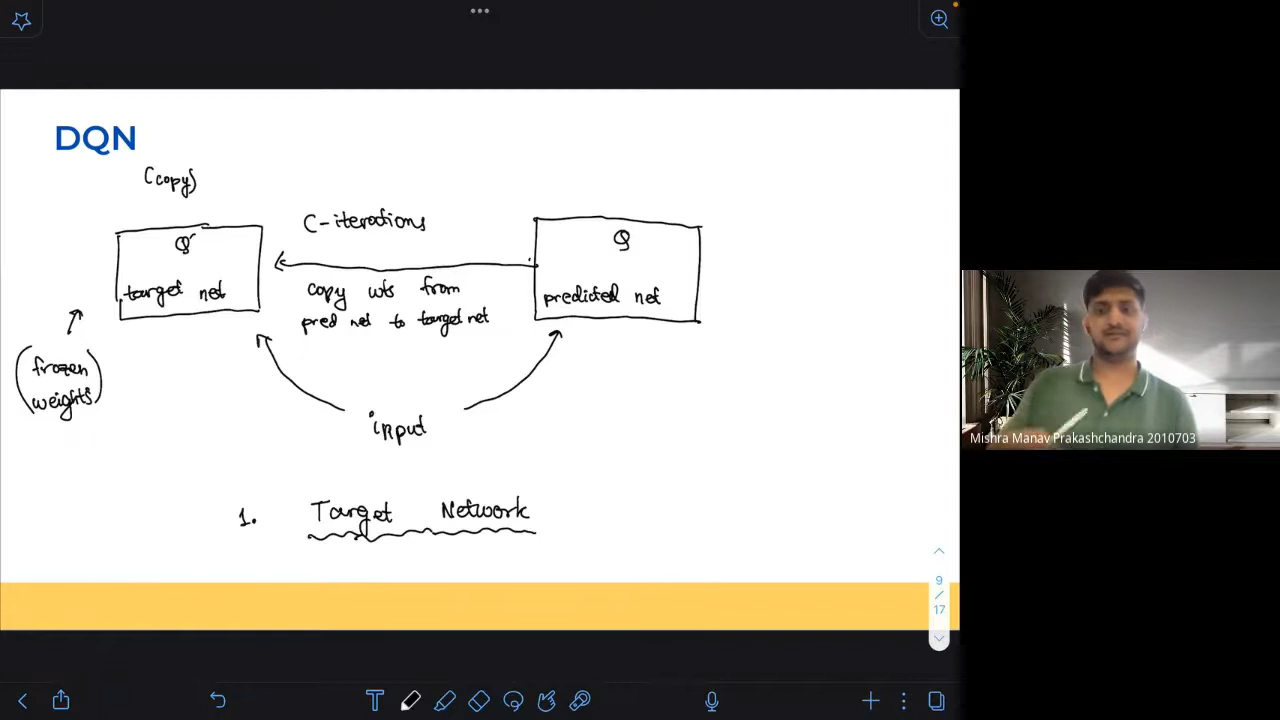 DQN
(copy)
C-iterations
Q'
target net
Q
predicted net
copy wts from
pred net to target net
(frozen
weights)
input
1. Target Network
Mishra Manav Prakashchandra 2010703
9
/
17
T